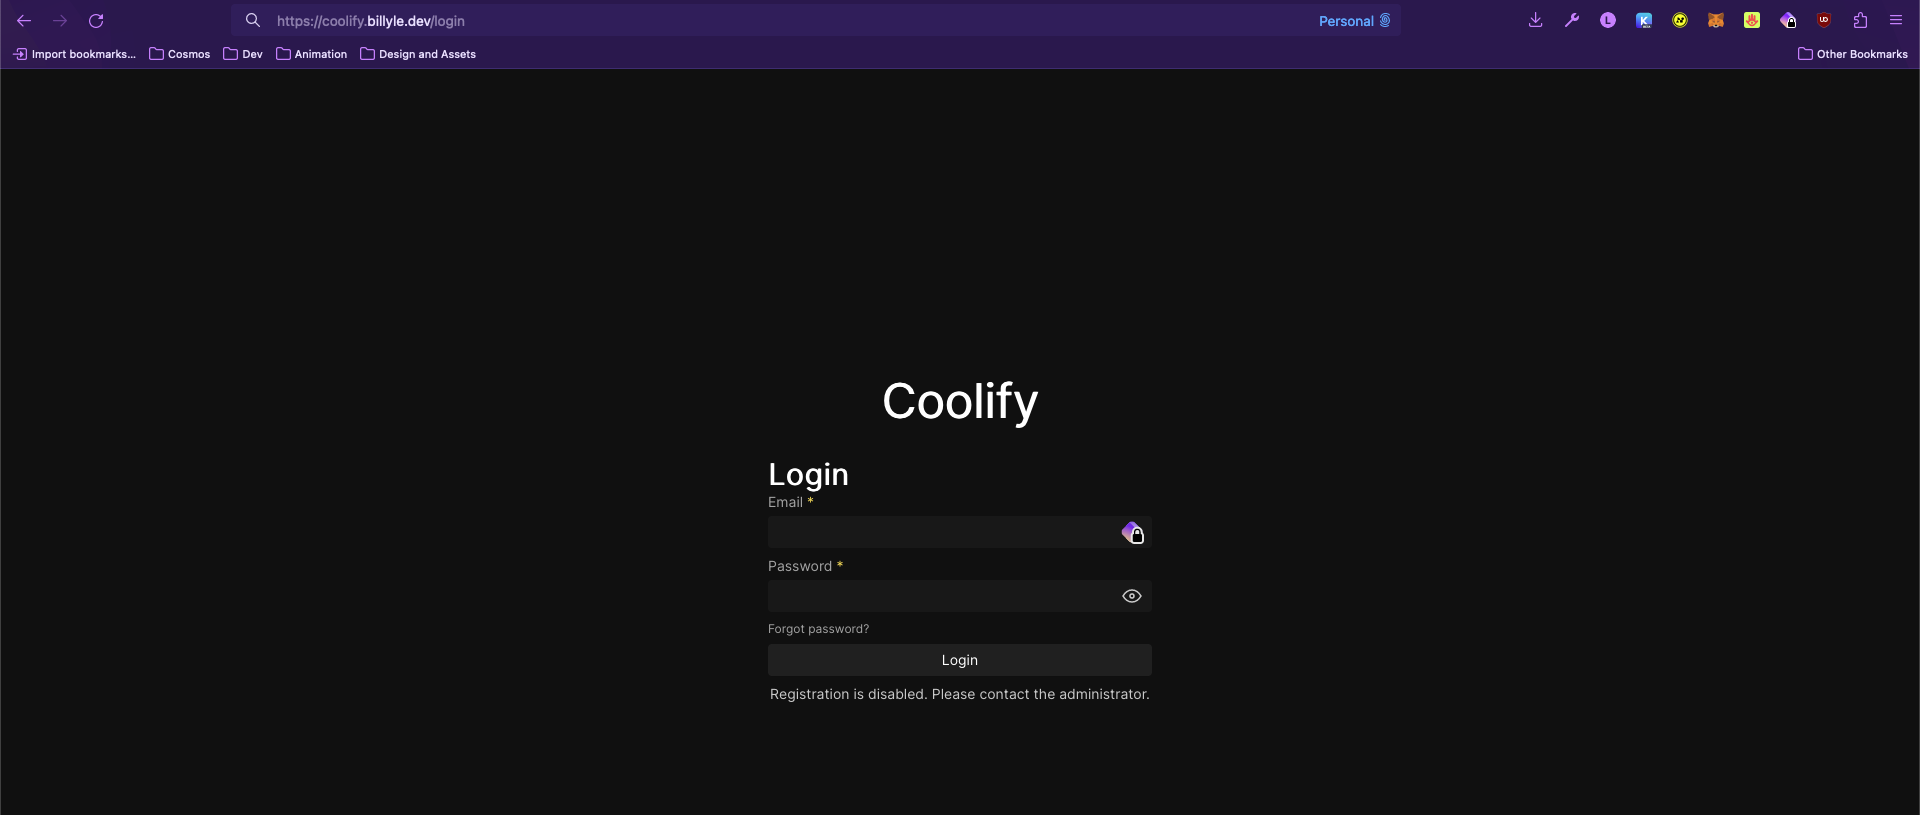 https://coolify.billyle.dev/login
Personal
Import bookmarks...
Cosmos
Dev
Animation
Design and Assets
Other Bookmarks
Coolify
Login
Email *
Password *
Forgot password?
Login
Registration is disabled. Please contact the administrator.